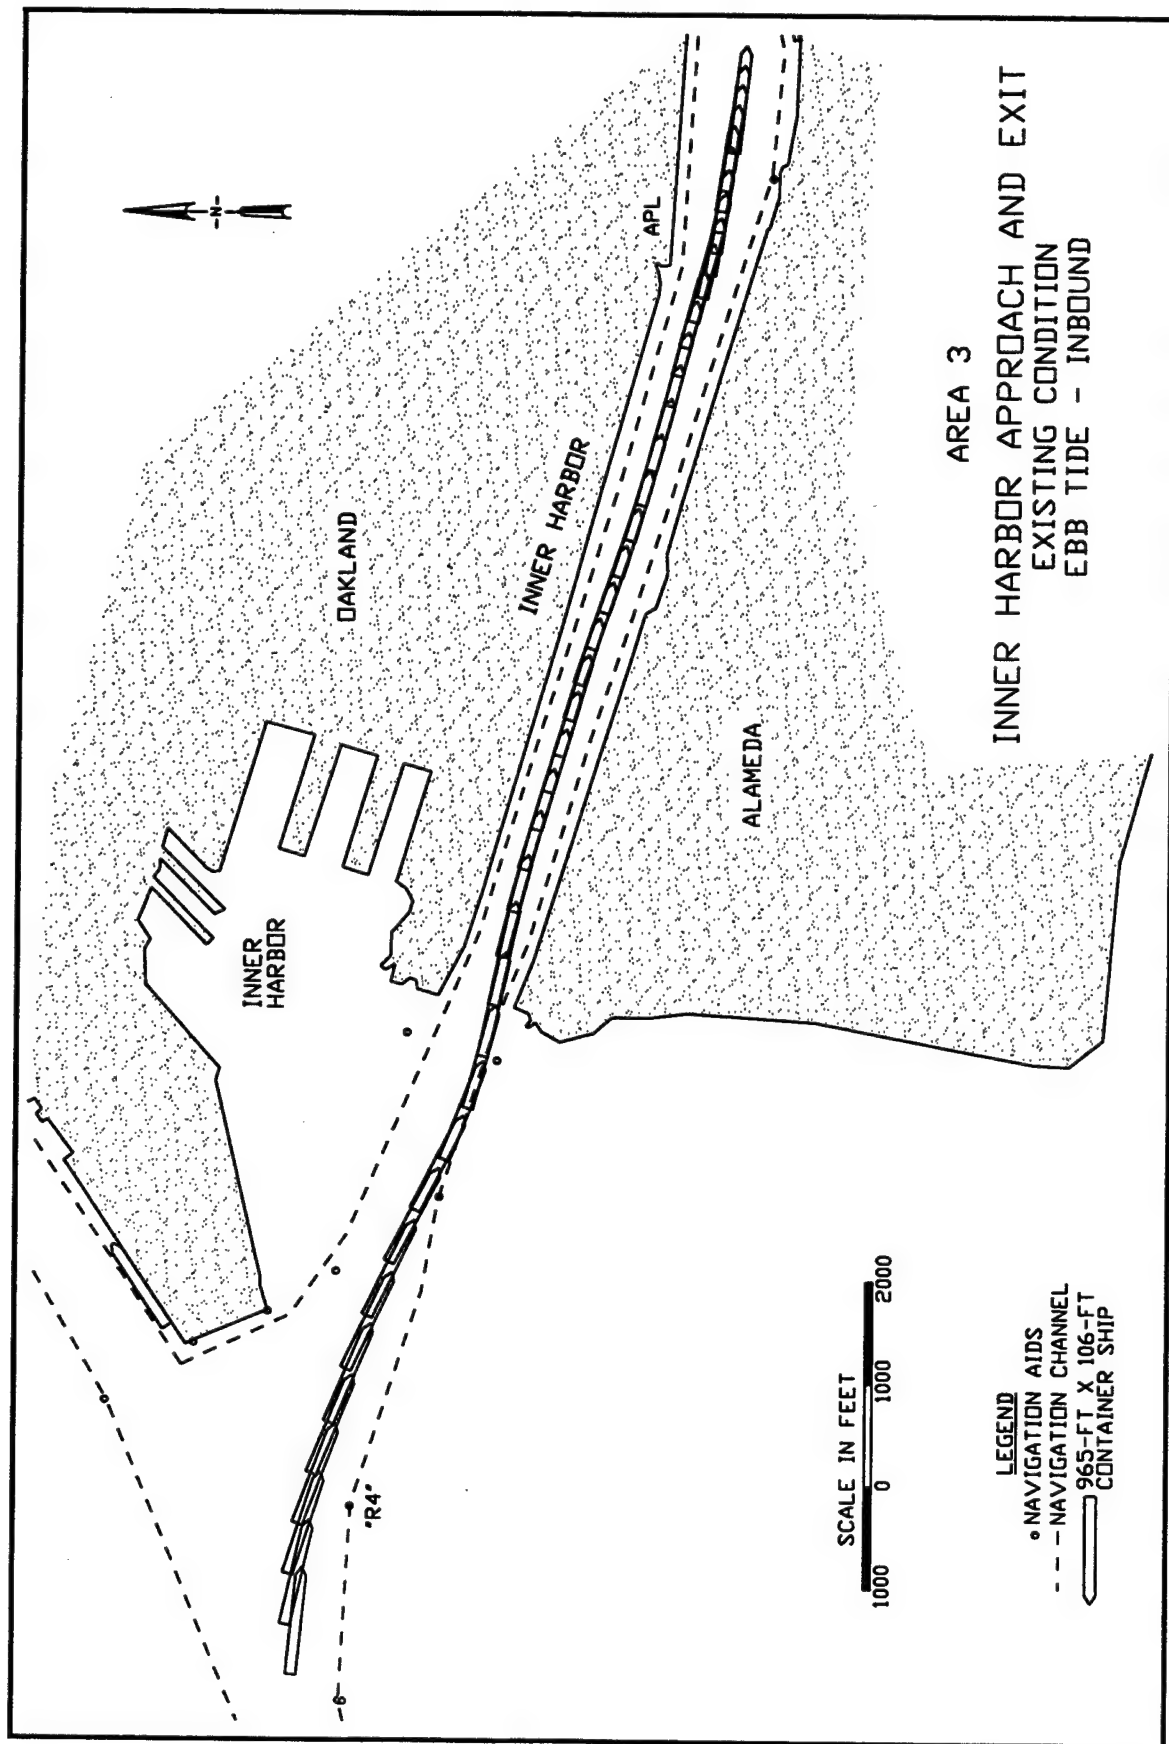 -N-
APL
OAKLAND
INNER HARBOR
INNER
HARBOR
ALAMEDA
"R4"
6
AREA 3
INNER HARBOR APPROACH AND EXIT
EXISTING CONDITION
EBB TIDE - INBOUND
SCALE IN FEET
1000 0 1000 2000
LEGEND
NAVIGATION AIDS
NAVIGATION CHANNEL
965-FT X 106-FT
CONTAINER SHIP